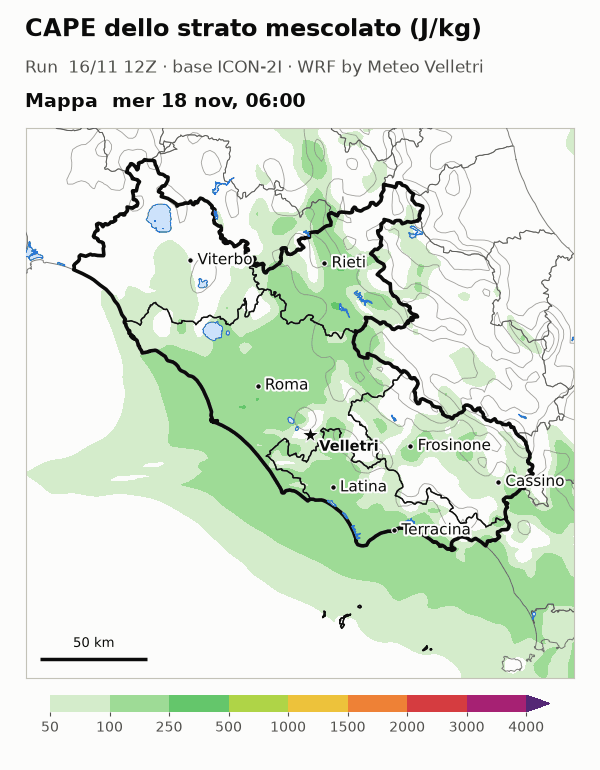 CAPE dello strato mescolato (J/kg)
Run 16/11 12Z · base ICON-2I · WRF by Meteo Velletri
Mappa mer 18 nov, 06:00
Viterbo
Rieti
Roma
Velletri
Frosinone
Latina
Cassino
Terracina
50 km
50 100 250 500 1000 1500 2000 3000 4000